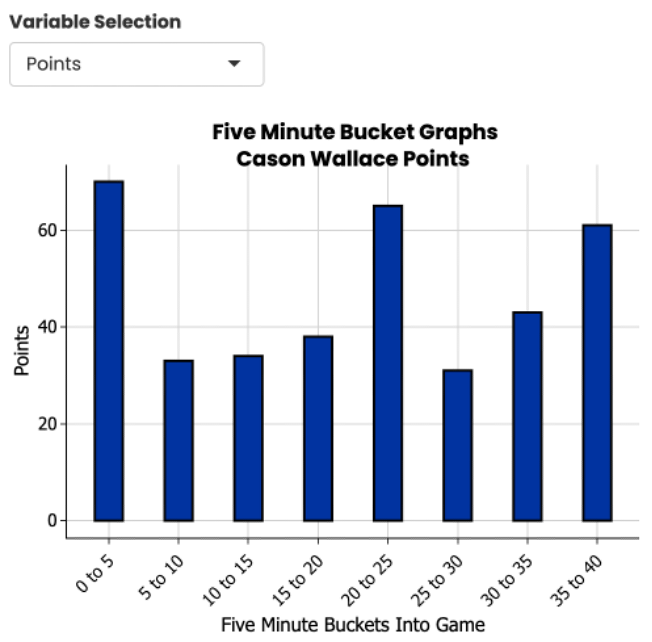 Variable Selection
Points
Five Minute Bucket Graphs
Cason Wallace Points
Points
60
40
20
0
0 to 5
5 to 10
10 to 15
15 to 20
20 to 25
25 to 30
30 to 35
35 to 40
Five Minute Buckets Into Game